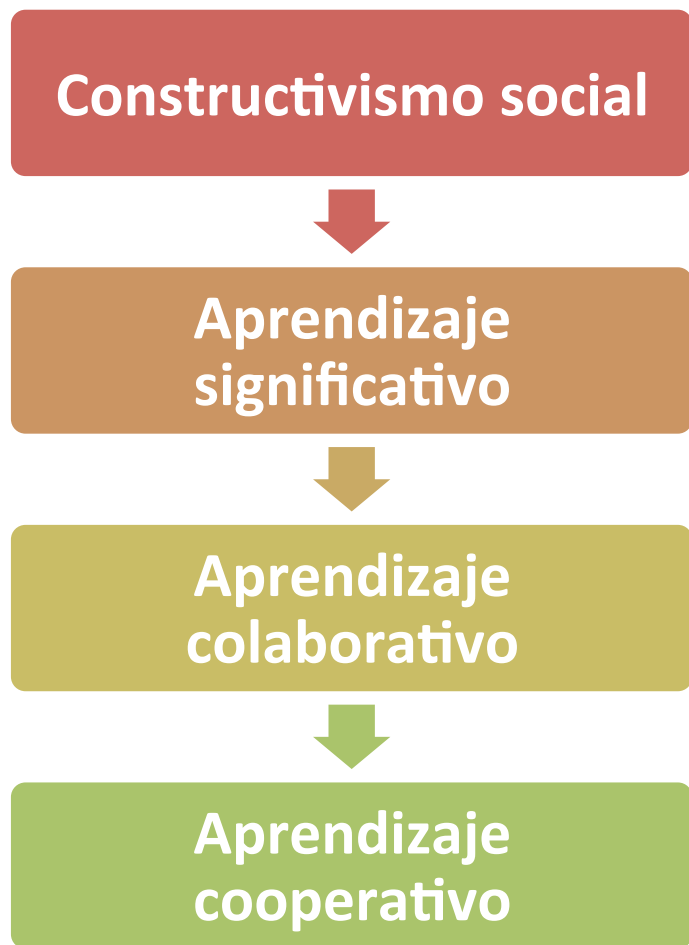 Constructivismo social
Aprendizaje
significativo
Aprendizaje
colaborativo
Aprendizaje
cooperativo